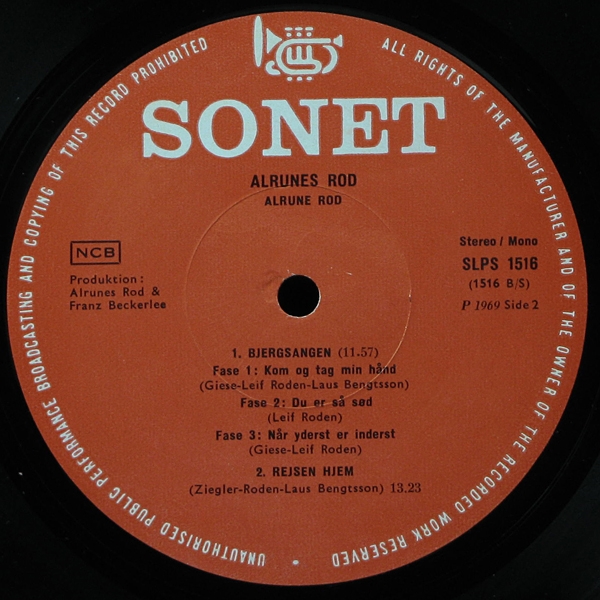 UNAUTHORISED PUBLIC PERFORMANCE BROADCASTING AND COPYING OF THIS RECORD PROHIBITED
ALL RIGHTS OF THE MANUFACTURER AND OF THE OWNER OF THE RECORDED WORK RESERVED
SONET
ALRUNES ROD
ALRUNE ROD
NCB
Produktion:
Alrunes Rod &
Franz Beckerlee
Stereo / Mono
SLPS 1516
(1516 B/S)
P 1969 Side 2
1. BJERGSANGEN (11.57)
Fase 1: Kom og tag min hånd
(Giese-Leif Roden-Laus Bengtsson)
Fase 2: Du er så sød
(Leif Roden)
Fase 3: Når yderst er inderst
(Giese-Leif Roden)
2. REJSEN HJEM
(Ziegler-Roden-Laus Bengtsson) 13.23